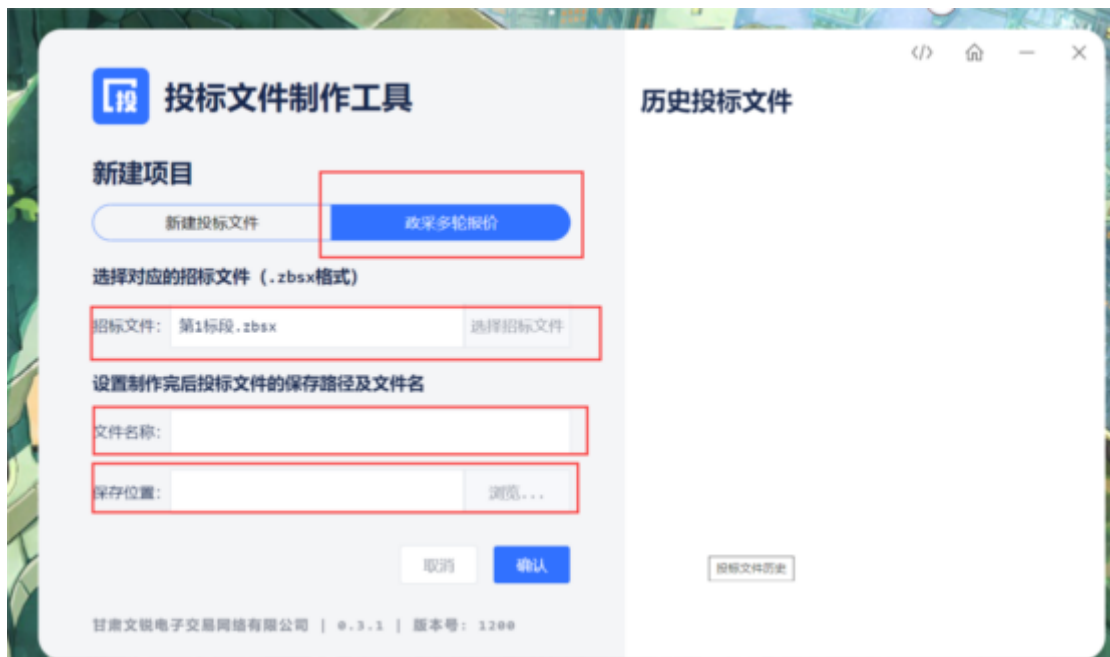 投标文件制作工具
历史投标文件
新建项目
新建投标文件
政采多轮报价
选择对应的招标文件（.zbsx格式）
招标文件： 第1标段.zbsx 选择招标文件
设置制作完后投标文件的保存路径及文件名
文件名称：
保存位置： 浏览...
取消 确认
投标文件历史
甘肃文锐电子交易网络有限公司 | 0.3.1 | 版本号：1200